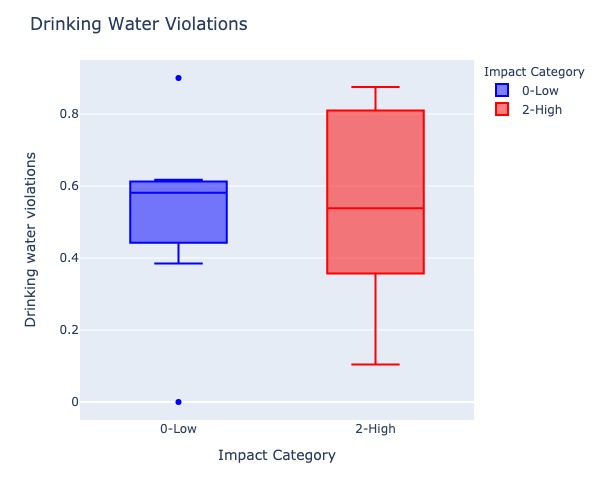 Drinking Water Violations
Impact Category
0-Low
2-High
Drinking water violations
0.8
0.6
0.4
0.2
0
0-Low
2-High
Impact Category